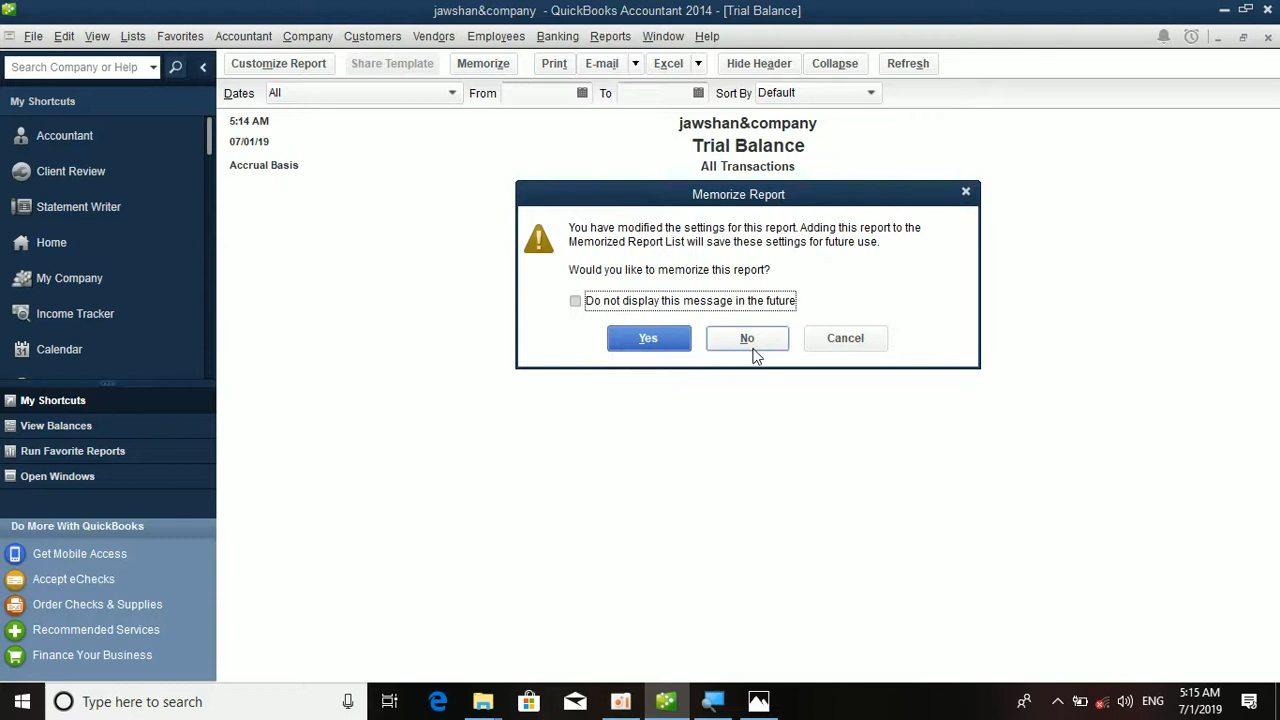 jawshan&company - QuickBooks Accountant 2014 - [Trial Balance]
File Edit View Lists Favorites Accountant Company Customers Vendors Employees Banking Reports Window Help
Search Company or Help
Customize Report Share Template Memorize Print E-mail Excel Hide Header Collapse Refresh
Dates All From To Sort By Default
My Shortcuts
Accountant
Client Review
Statement Writer
Home
My Company
Income Tracker
Calendar
My Shortcuts
View Balances
Run Favorite Reports
Open Windows
Do More With QuickBooks
Get Mobile Access
Accept eChecks
Order Checks & Supplies
Recommended Services
Finance Your Business
5:14 AM
07/01/19
Accrual Basis
jawshan&company
Trial Balance
All Transactions
Memorize Report
You have modified the settings for this report. Adding this report to the
Memorized Report List will save these settings for future use.
Would you like to memorize this report?
Do not display this message in the future
Yes No Cancel
Type here to search
ENG
5:15 AM
7/1/2019